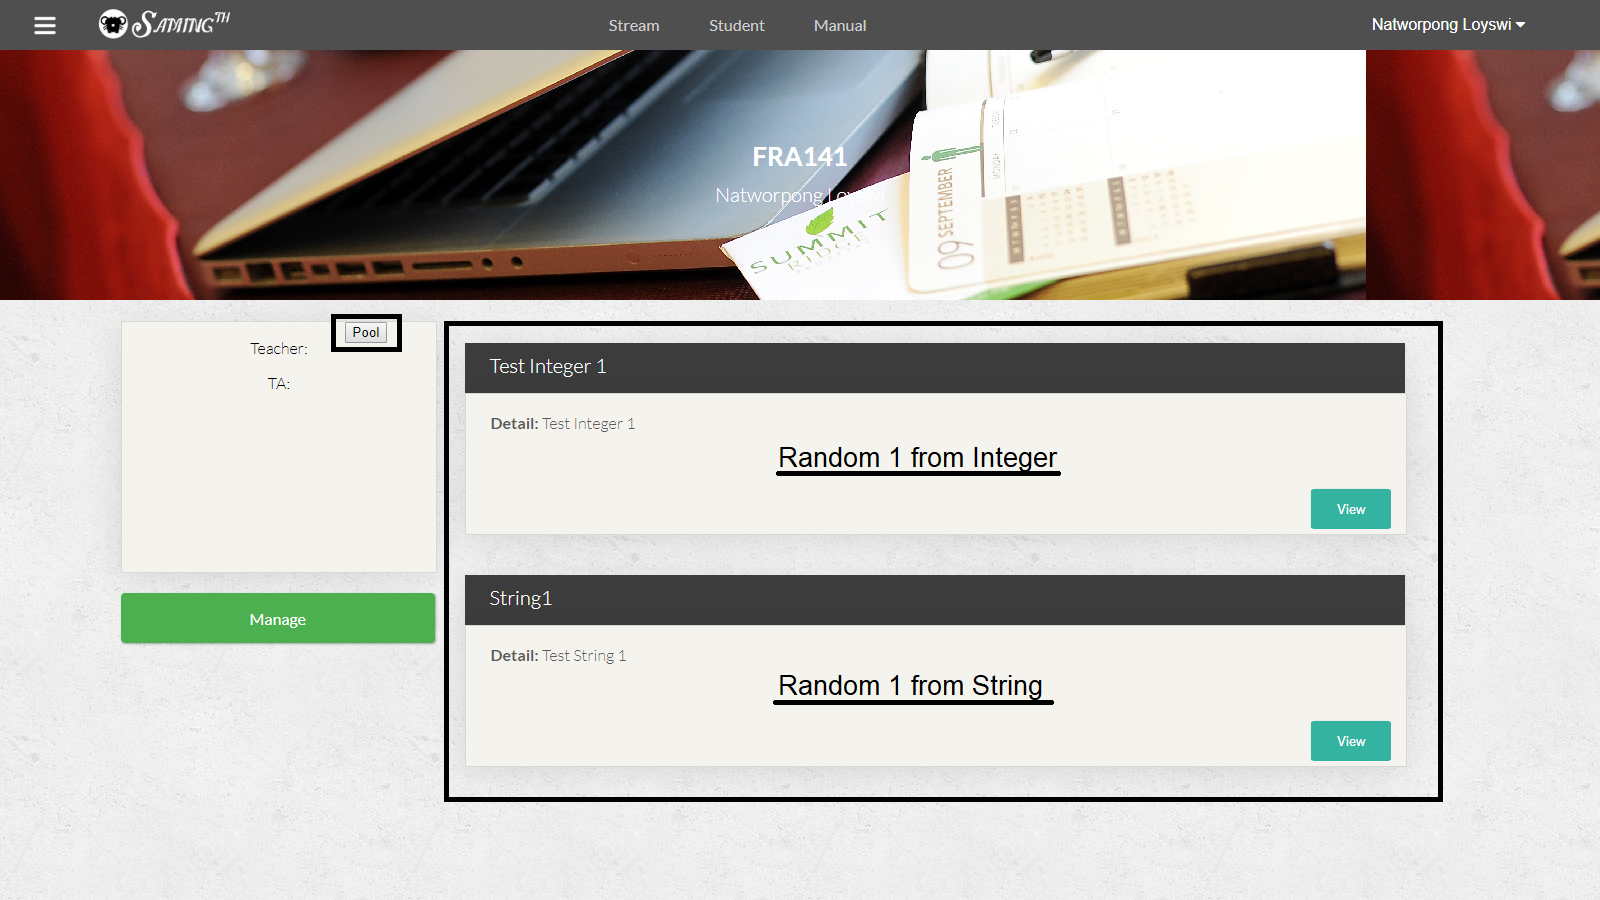 SamingTH
Stream Student Manual
Natworpong Loyswi
FRA141
Natworpong Loyswi
SUMMIT
RIDGE
09 SEPTEMBER
MONDAY
Pool
Teacher:
TA:
Manage
Test Integer 1
Detail: Test Integer 1
Random 1 from Integer
View
String1
Detail: Test String 1
Random 1 from String
View